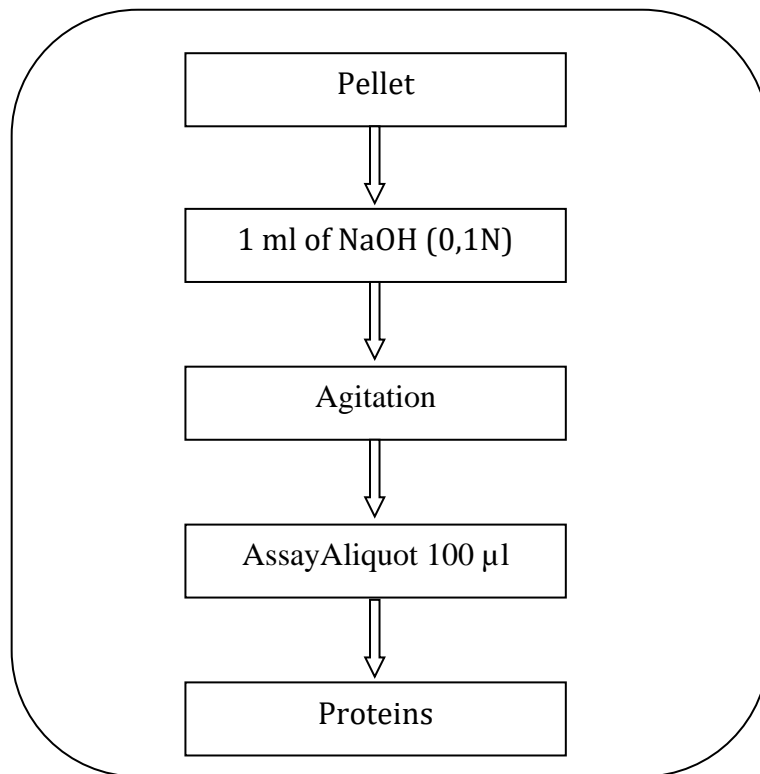 Pellet
1 ml of NaOH (0,1N)
Agitation
AssayAliquot 100 µl
Proteins